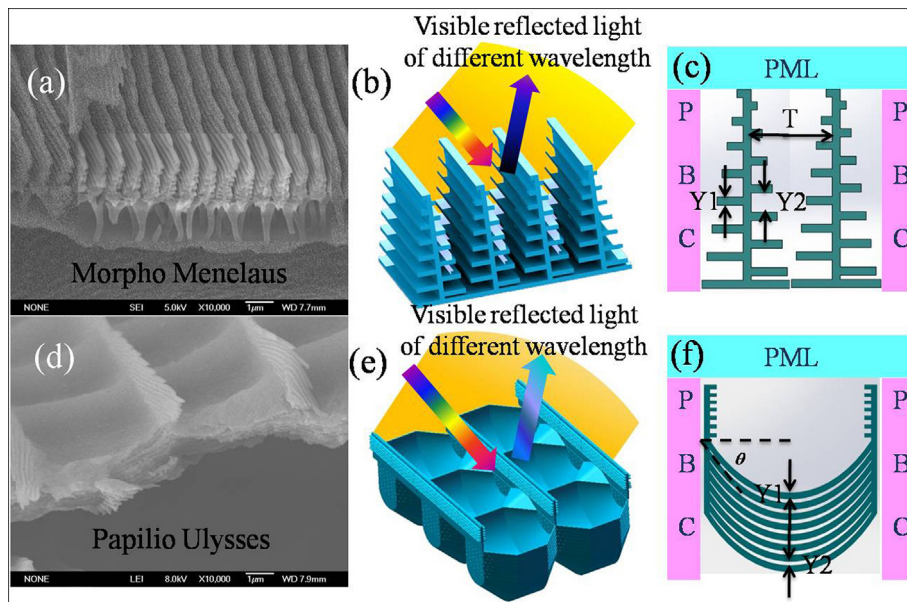 (a)
Morpho Menelaus
NONE SEI 5.0kV X10,000 1μm WD 7.7mm
Visible reflected light
of different wavelength
(b)
(c)
PML
P P
T
B B
Y1 Y2
C C
(d)
Papilio Ulysses
NONE LEI 8.0kV X10,000 1μm WD 7.9mm
Visible reflected light
of different wavelength
(e)
(f)
PML
P P
θ
B B
Y1
C C
Y2